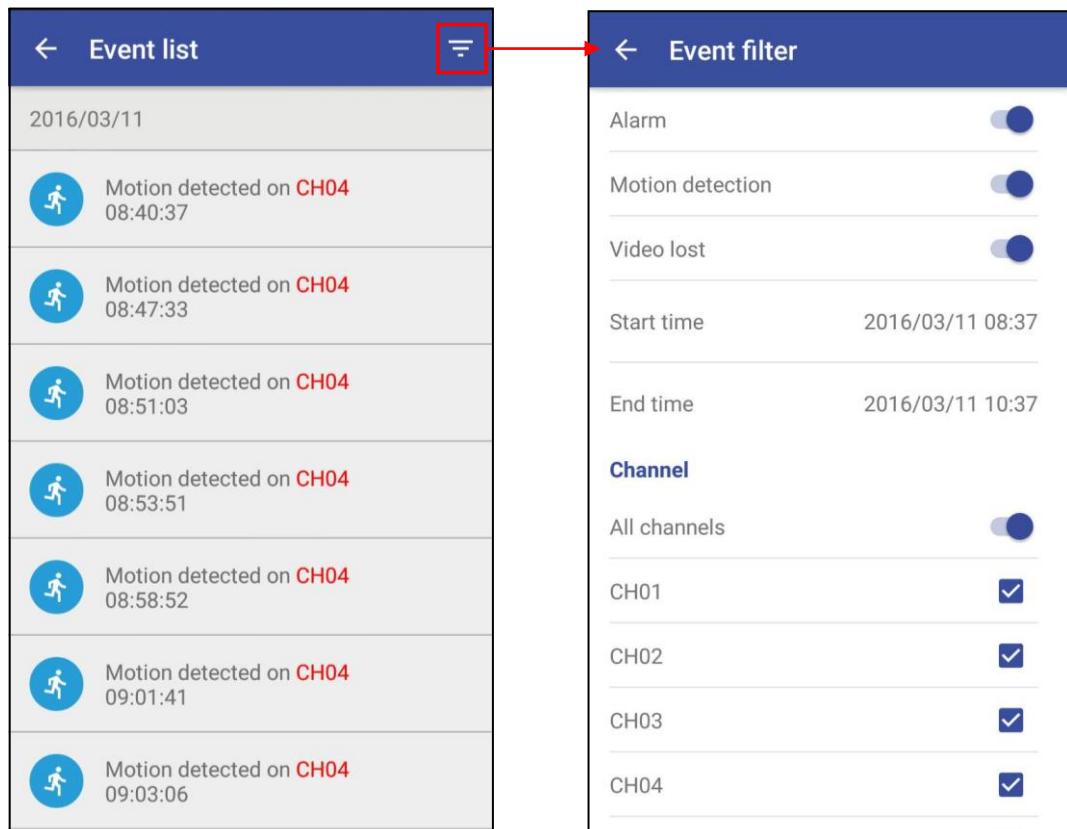 Event list
2016/03/11
Motion detected on CH04
08:40:37
Motion detected on CH04
08:47:33
Motion detected on CH04
08:51:03
Motion detected on CH04
08:53:51
Motion detected on CH04
08:58:52
Motion detected on CH04
09:01:41
Motion detected on CH04
09:03:06
Event filter
Alarm
Motion detection
Video lost
Start time 2016/03/11 08:37
End time 2016/03/11 10:37
Channel
All channels
CH01
CH02
CH03
CH04